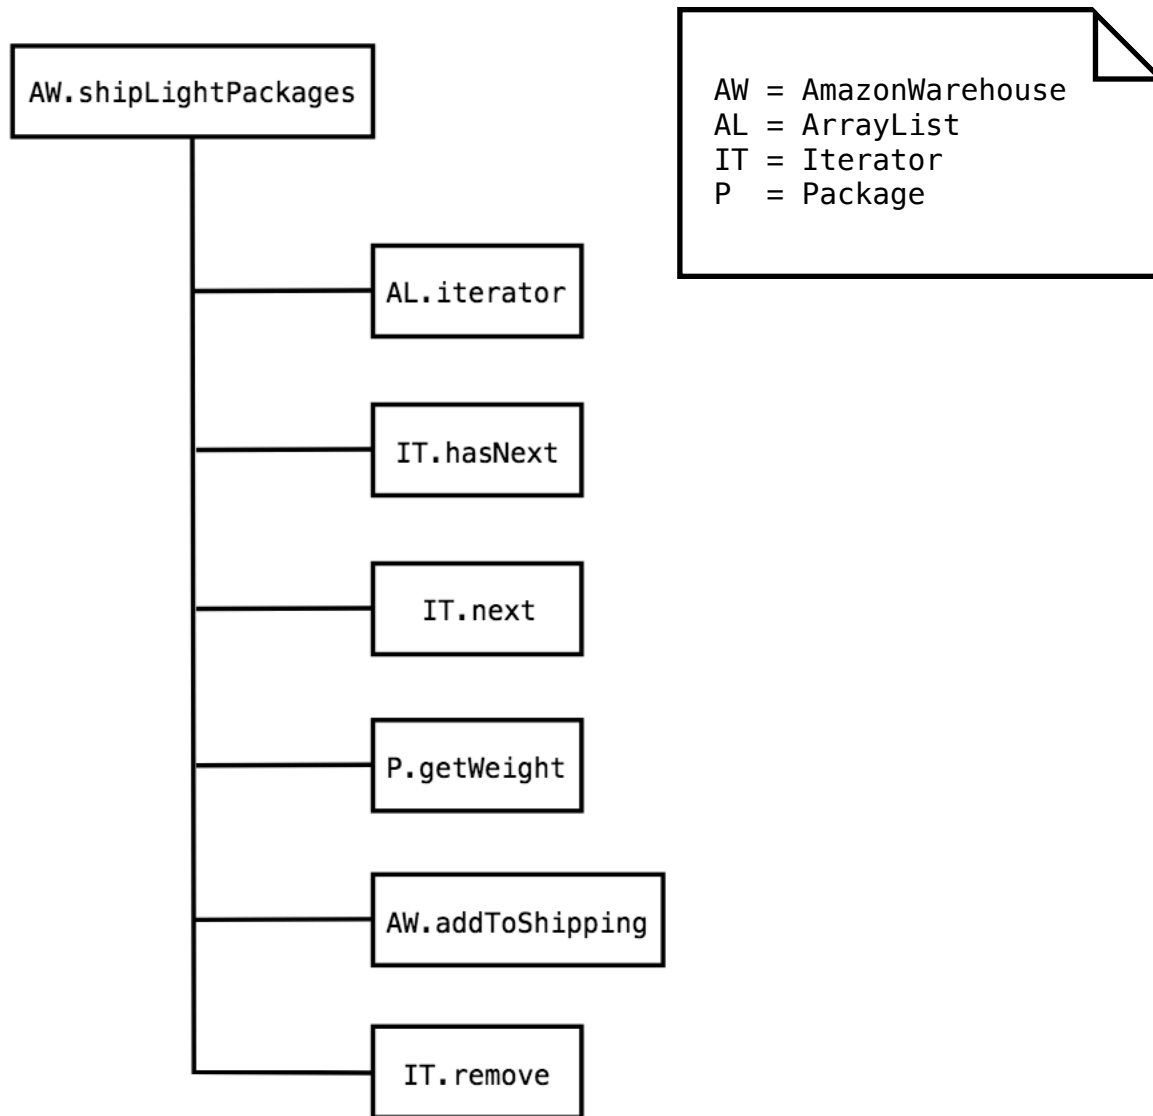 AW.shipLightPackages
AW = AmazonWarehouse
AL = ArrayList
IT = Iterator
P  = Package
AL.iterator
IT.hasNext
IT.next
P.getWeight
AW.addToShipping
IT.remove